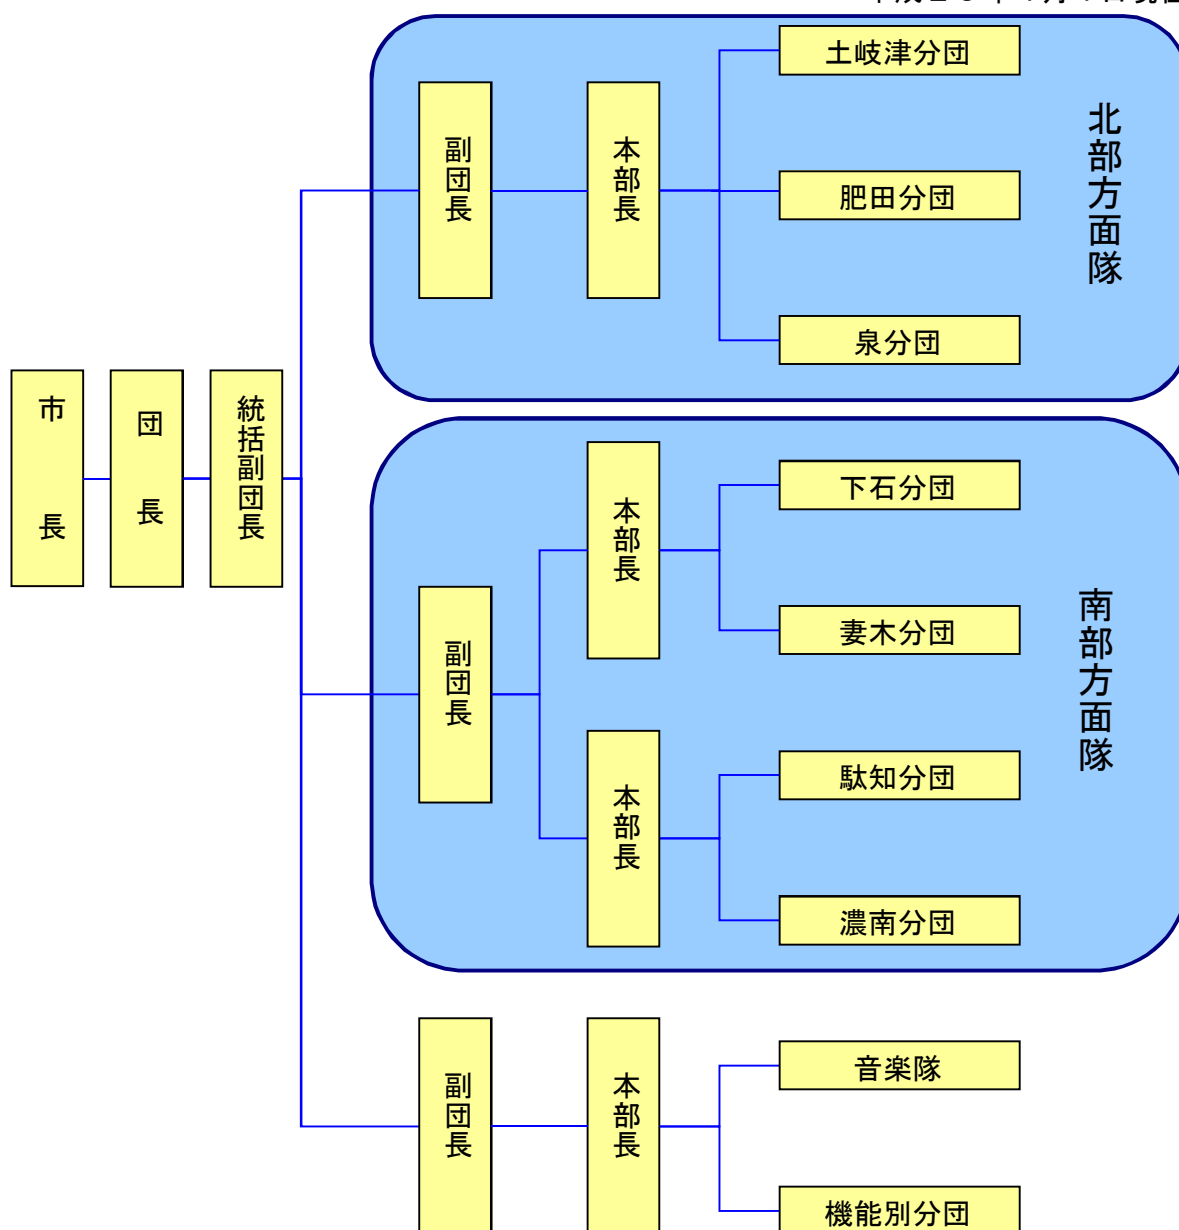 土岐津分団
北部方面隊
副団長
本部長
肥田分団
泉分団
市長
団長
統括副団長
下石分団
本部長
妻木分団
南部方面隊
副団長
駄知分団
本部長
濃南分団
音楽隊
副団長
本部長
機能別分団